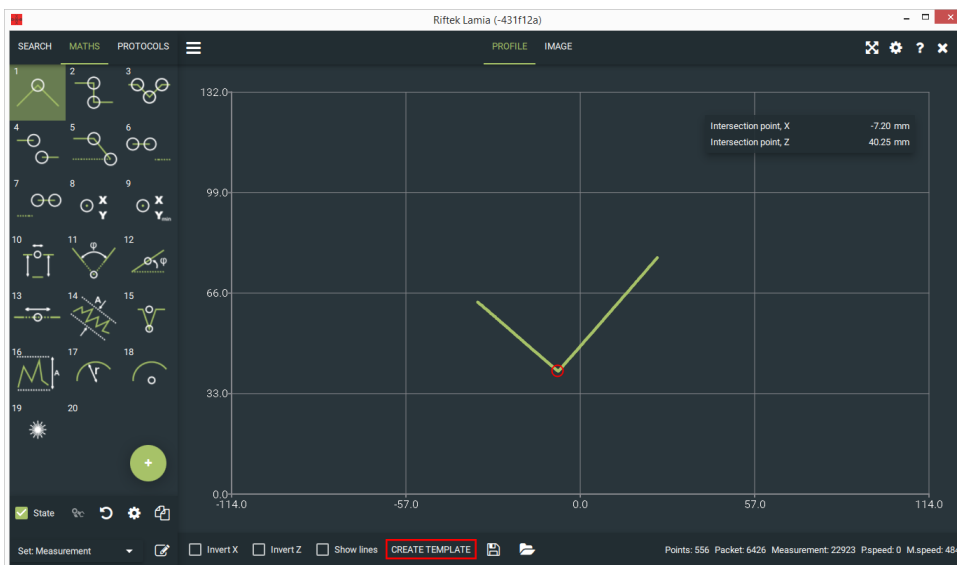 Riftek Lamia (-431f12a)
SEARCH MATHS PROTOCOLS PROFILE IMAGE
1 2 3
4 5 6
7 8 X Y 9 X Ymin
10 11 φ 12 φ
13 14 A 15
16 A 17 r 18
19 20
+
132.0
99.0
66.0
33.0
0.0
-114.0 -57.0 0.0 57.0 114.0
Intersection point, X -7.20 mm
Intersection point, Z 40.25 mm
State
Set: Measurement Invert X Invert Z Show lines CREATE TEMPLATE Points: 556 Packet: 6426 Measurement: 22923 P.speed: 0 M.speed: 484